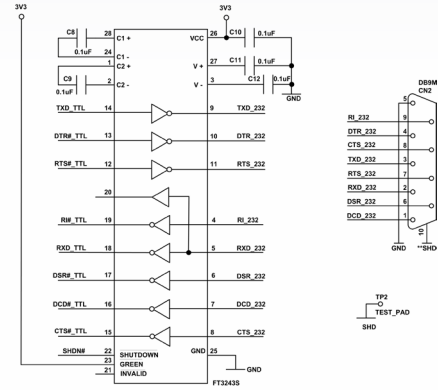 3V3
3V3
C8
0.1uF
28
C1 +
24
C1 -
1
C2 +
2
C2 -
C9
0.1uF
VCC
26
C10
0.1uF
V +
27
C11
0.1uF
V -
3
C12
0.1uF
GND
TXD_TTL
14
9
TXD_232
DTR#_TTL
13
10
DTR_232
RTS#_TTL
12
11
RTS_232
20
RI#_TTL
19
4
RI_232
RXD_TTL
18
5
RXD_232
DSR#_TTL
17
6
DSR_232
DCD#_TTL
16
7
DCD_232
CTS#_TTL
15
8
CTS_232
SHDN#
22
SHUTDOWN
23
GREEN
21
INVALID
GND
25
GND
FT3243S
DB9M
CN2
5
RI_232
9
DTR_232
4
CTS_232
8
TXD_232
3
RTS_232
7
RXD_232
2
DSR_232
6
DCD_232
1
10
GND
**SHD
TP2
TEST_PAD
SHD